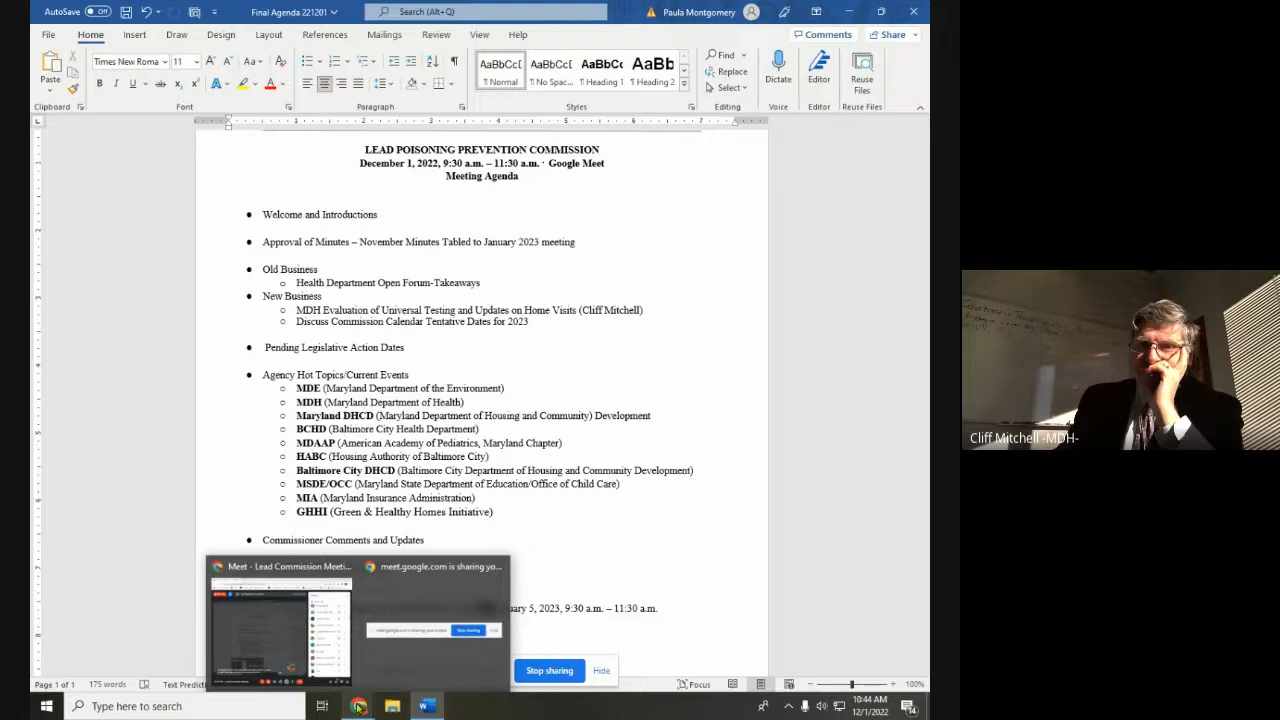 AutoSave Off Final Agenda 221201 Search (Alt+Q) Paula Montgomery
File Home Insert Draw Design Layout References Mailings Review View Help Comments Share
Paste Times New Roma 11 AaBbCcD AaBbCcD AaBbCc AaBb Find Replace Select Dictate Editor Reuse Files
¶ Normal ¶ No Spac... ¶ Heading 1 ¶ Heading 2
Clipboard Font Paragraph Styles Editing Voice Editor Reuse Files
LEAD POISONING PREVENTION COMMISSION
December 1, 2022, 9:30 a.m. – 11:30 a.m. · Google Meet
Meeting Agenda
● Welcome and Introductions
● Approval of Minutes – November Minutes Tabled to January 2023 meeting
● Old Business
○ Health Department Open Forum-Takeaways
● New Business
○ MDH Evaluation of Universal Testing and Updates on Home Visits (Cliff Mitchell)
○ Discuss Commission Calendar Tentative Dates for 2023
● Pending Legislative Action Dates
● Agency Hot Topics/Current Events
○ MDE (Maryland Department of the Environment)
○ MDH (Maryland Department of Health)
○ Maryland DHCD (Maryland Department of Housing and Community) Development
○ BCHD (Baltimore City Health Department)
○ MDAAP (American Academy of Pediatrics, Maryland Chapter)
○ HABC (Housing Authority of Baltimore City)
○ Baltimore City DHCD (Baltimore City Department of Housing and Community Development)
○ MSDE/OCC (Maryland State Department of Education/Office of Child Care)
○ MIA (Maryland Insurance Administration)
○ GHHI (Green & Healthy Homes Initiative)
● Commissioner Comments and Updates
Meet - Lead Commission Meeti... meet.google.com is sharing yo...
uary 5, 2023, 9:30 a.m. – 11:30 a.m.
Stop sharing Hide
Stop sharing Hide
Page 1 of 1 175 words Text Predicti Focus 100%
Type here to search
10:44 AM
12/1/2022
14
Cliff Mitchell -MDH-